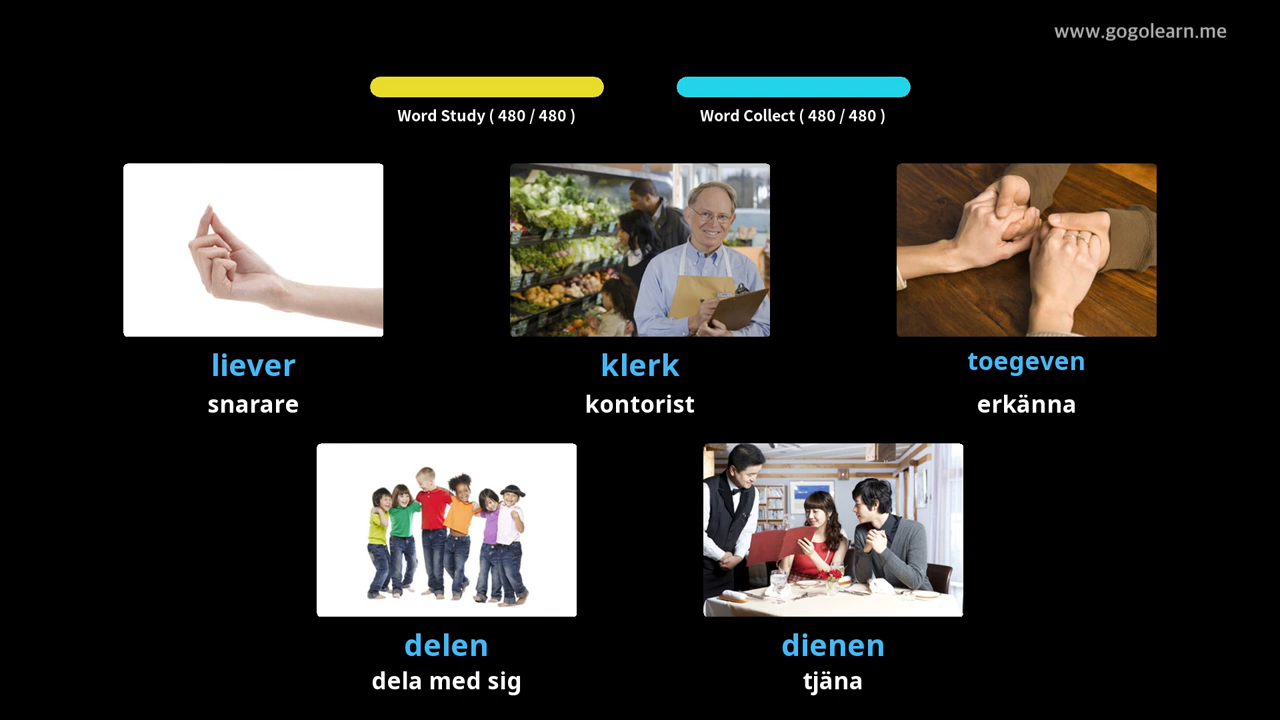 www.gogolearn.me
Word Study ( 480 / 480 )
Word Collect ( 480 / 480 )
liever
snarare
klerk
kontorist
toegeven
erkänna
delen
dela med sig
dienen
tjäna